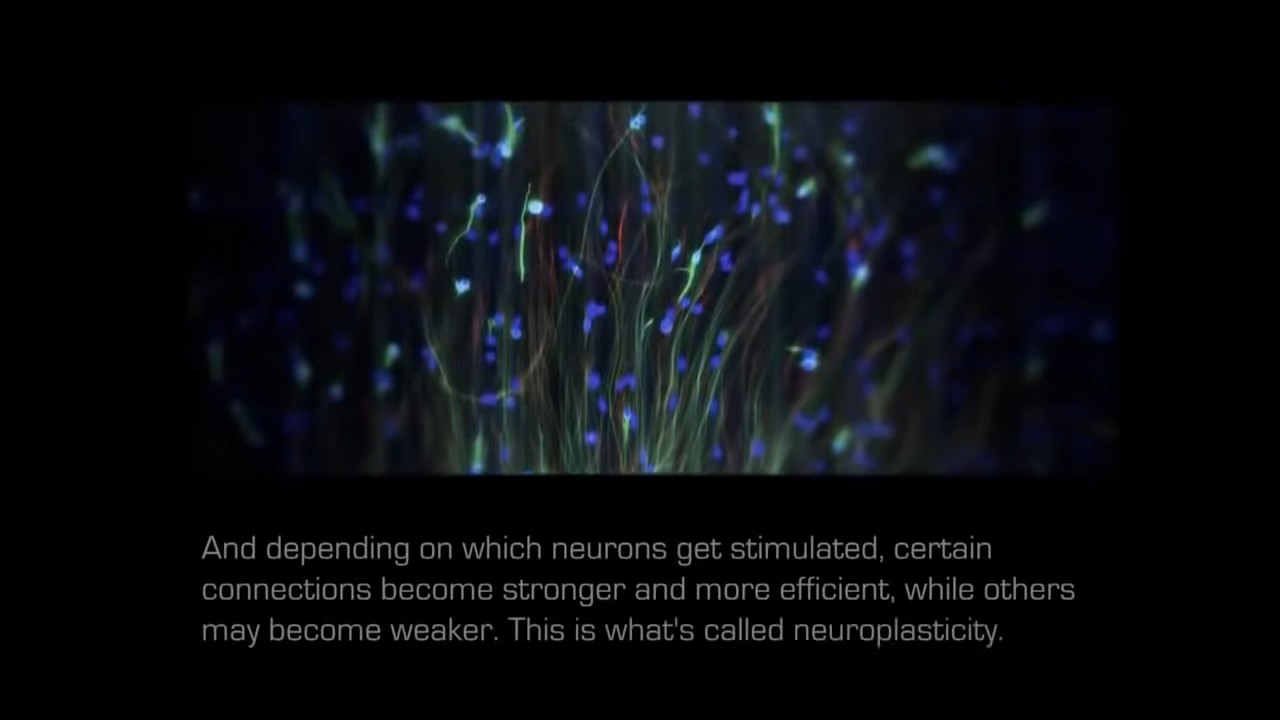 And depending on which neurons get stimulated, certain
connections become stronger and more efficient, while others
may become weaker. This is what's called neuroplasticity.